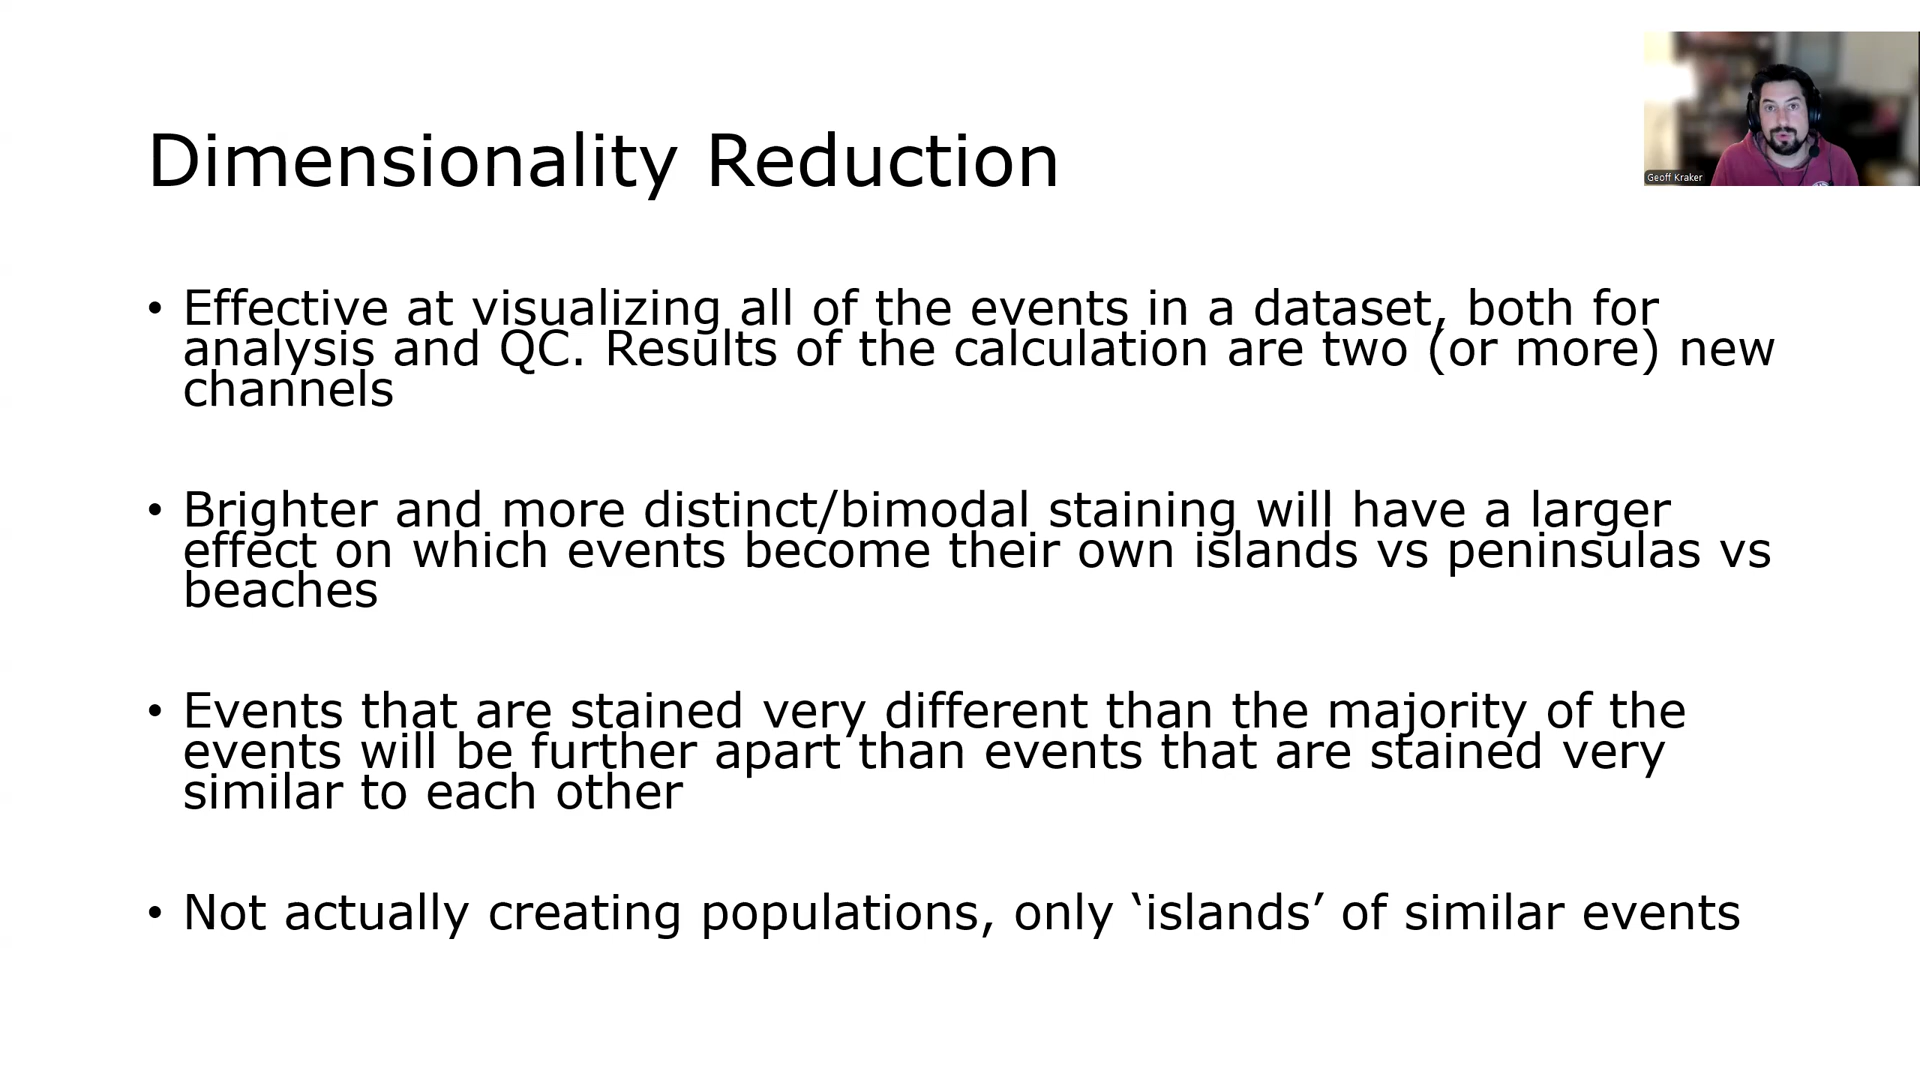 Dimensionality Reduction
Geoff Kraker
• Effective at visualizing all of the events in a dataset, both for
analysis and QC. Results of the calculation are two (or more) new
channels
• Brighter and more distinct/bimodal staining will have a larger
effect on which events become their own islands vs peninsulas vs
beaches
• Events that are stained very different than the majority of the
events will be further apart than events that are stained very
similar to each other
• Not actually creating populations, only ‘islands’ of similar events